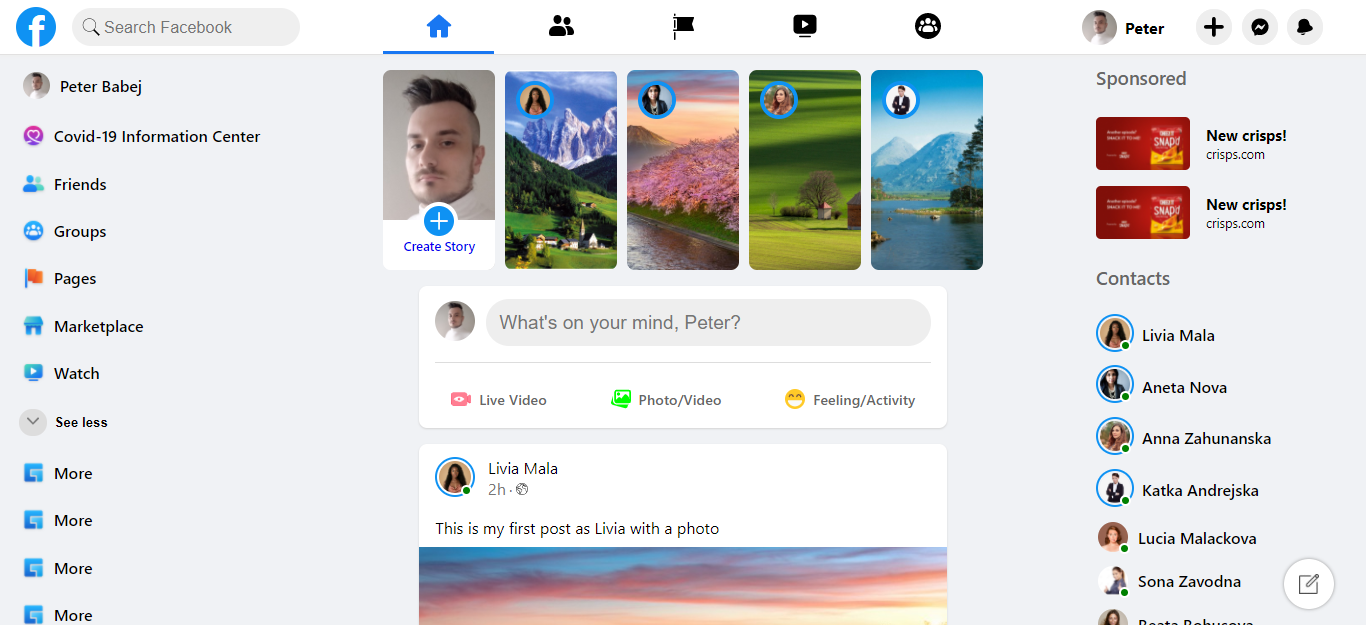 Search Facebook
Peter
Peter Babej
Covid-19 Information Center
Friends
Groups
Pages
Marketplace
Watch
See less
More
More
More
More
Create Story
What's on your mind, Peter?
Live Video
Photo/Video
Feeling/Activity
Livia Mala
2h ·
This is my first post as Livia with a photo
Sponsored
New crisps!
crisps.com
New crisps!
crisps.com
Contacts
Livia Mala
Aneta Nova
Anna Zahunanska
Katka Andrejska
Lucia Malackova
Sona Zavodna
Beata Bohusova